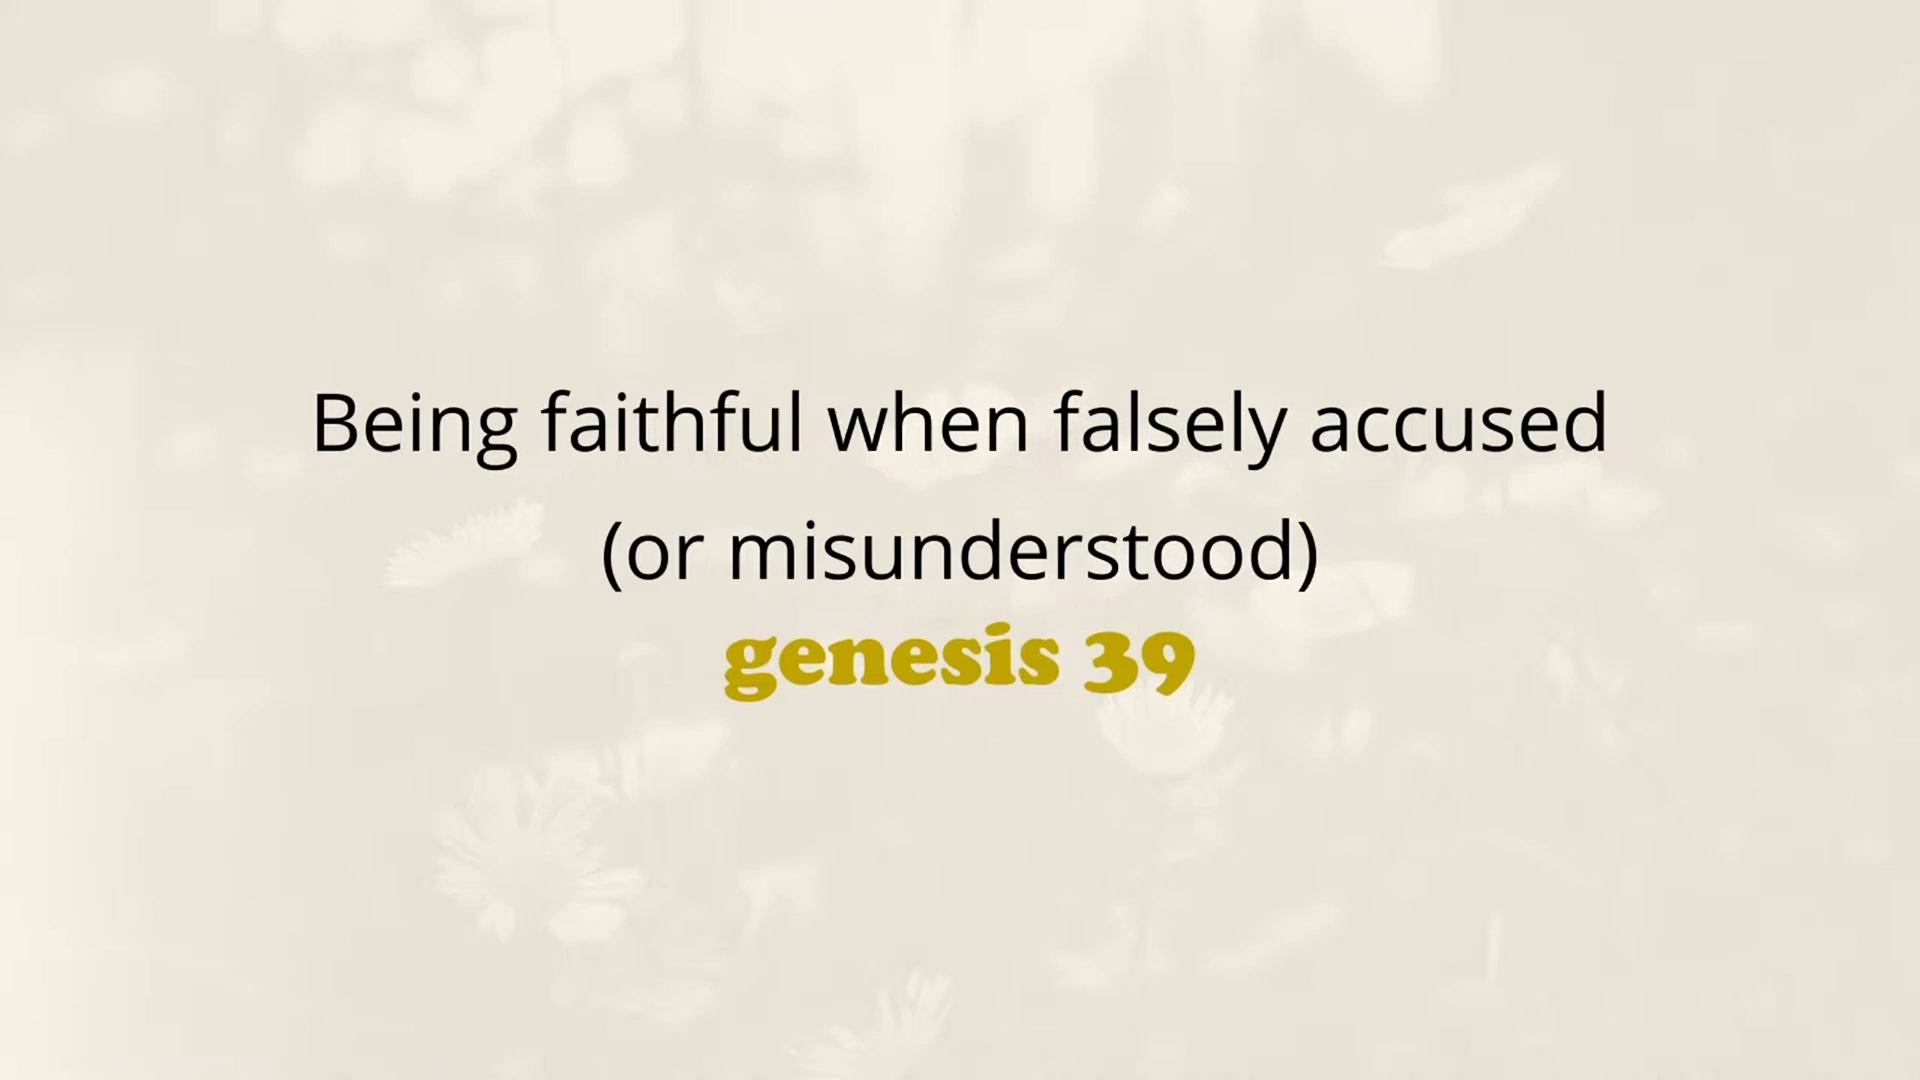 Being faithful when falsely accused
(or misunderstood)
genesis 39